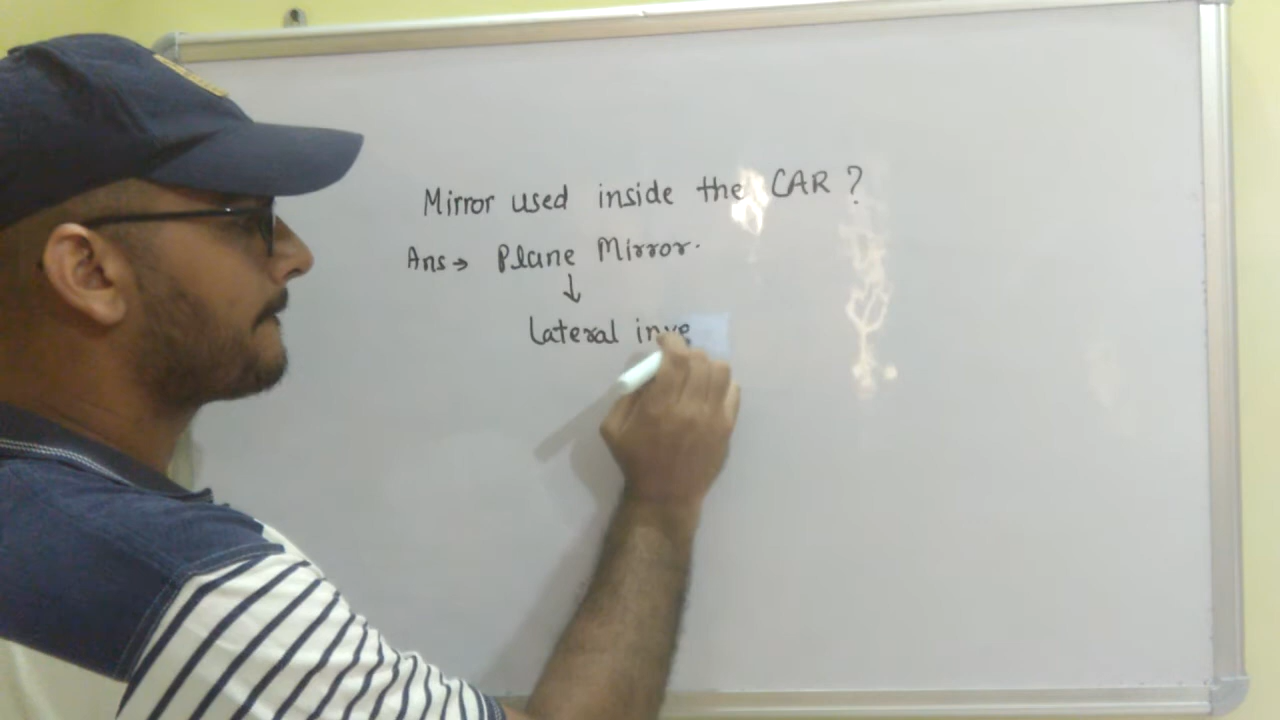 Mirror used inside the CAR ?
Ans → Plane Mirror.
↓
Lateral inve